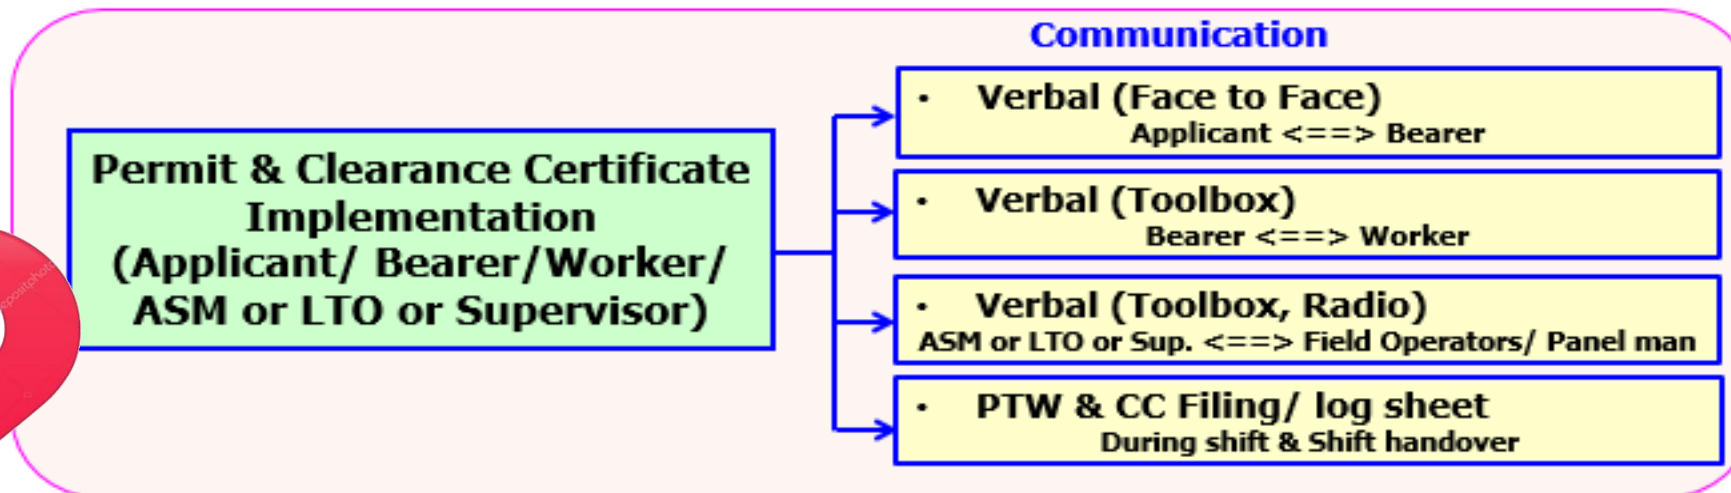 Communication
Permit & Clearance Certificate
Implementation
(Applicant/ Bearer/Worker/
ASM or LTO or Supervisor)
• Verbal (Face to Face)
Applicant <==> Bearer
• Verbal (Toolbox)
Bearer <==> Worker
• Verbal (Toolbox, Radio)
ASM or LTO or Sup. <==> Field Operators/ Panel man
• PTW & CC Filing/ log sheet
During shift & Shift handover